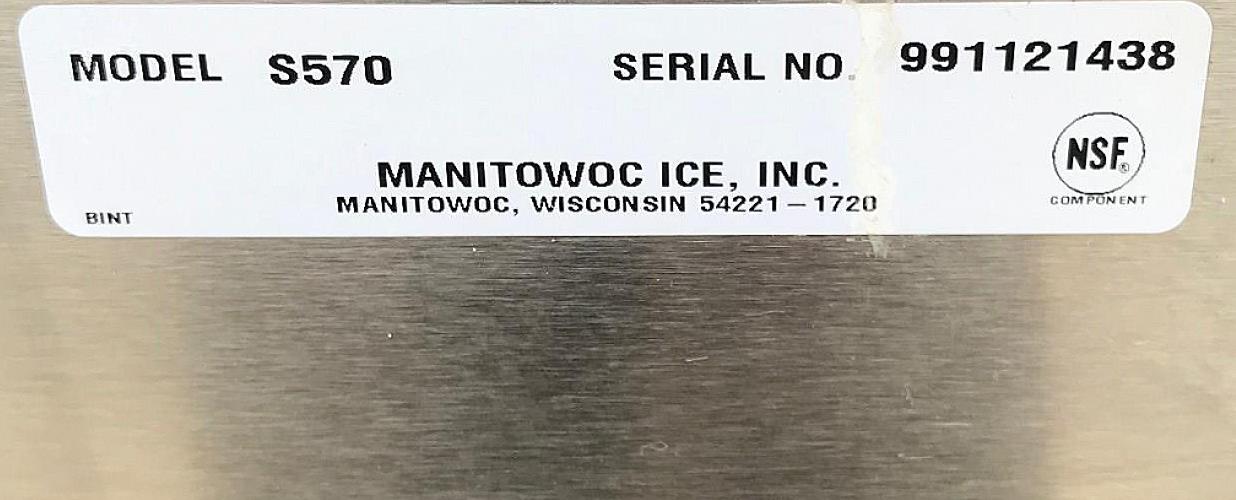 MODEL S570 SERIAL NO. 991121438
NSF®
COMPONENT
MANITOWOC ICE, INC.
MANITOWOC, WISCONSIN 54221-1720
BINT